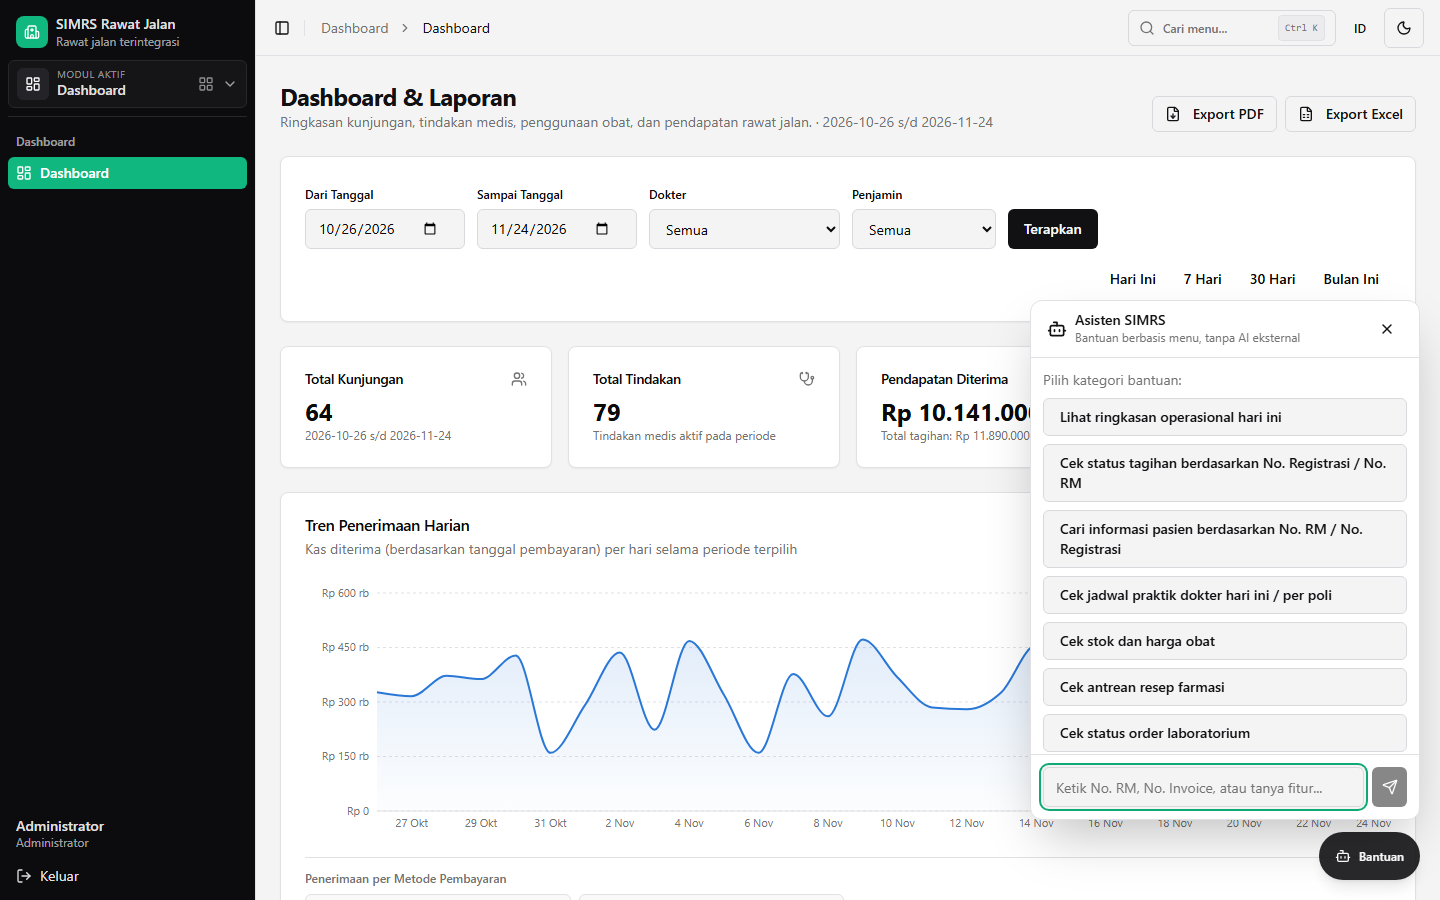 SIMRS Rawat Jalan
Rawat jalan terintegrasi
MODUL AKTIF
Dashboard
Dashboard
Dashboard
Administrator
Administrator
Keluar
Dashboard > Dashboard
Cari menu...
Ctrl K
ID
Dashboard & Laporan
Ringkasan kunjungan, tindakan medis, penggunaan obat, dan pendapatan rawat jalan. · 2026-10-26 s/d 2026-11-24
Export PDF
Export Excel
Dari Tanggal
10/26/2026
Sampai Tanggal
11/24/2026
Dokter
Semua
Penjamin
Semua
Terapkan
Hari Ini
7 Hari
30 Hari
Bulan Ini
Total Kunjungan
64
2026-10-26 s/d 2026-11-24
Total Tindakan
79
Tindakan medis aktif pada periode
Pendapatan Diterima
Rp 10.141.00
Total tagihan: Rp 11.890.000
Tren Penerimaan Harian
Kas diterima (berdasarkan tanggal pembayaran) per hari selama periode terpilih
Rp 600 rb
Rp 450 rb
Rp 300 rb
Rp 150 rb
Rp 0
27 Okt
29 Okt
31 Okt
2 Nov
4 Nov
6 Nov
8 Nov
10 Nov
12 Nov
14 Nov
16 Nov
18 Nov
20 Nov
22 Nov
24 Nov
Penerimaan per Metode Pembayaran
Asisten SIMRS
Bantuan berbasis menu, tanpa AI eksternal
Pilih kategori bantuan:
Lihat ringkasan operasional hari ini
Cek status tagihan berdasarkan No. Registrasi / No.
RM
Cari informasi pasien berdasarkan No. RM / No.
Registrasi
Cek jadwal praktik dokter hari ini / per poli
Cek stok dan harga obat
Cek antrean resep farmasi
Cek status order laboratorium
Ketik No. RM, No. Invoice, atau tanya fitur...
Bantuan